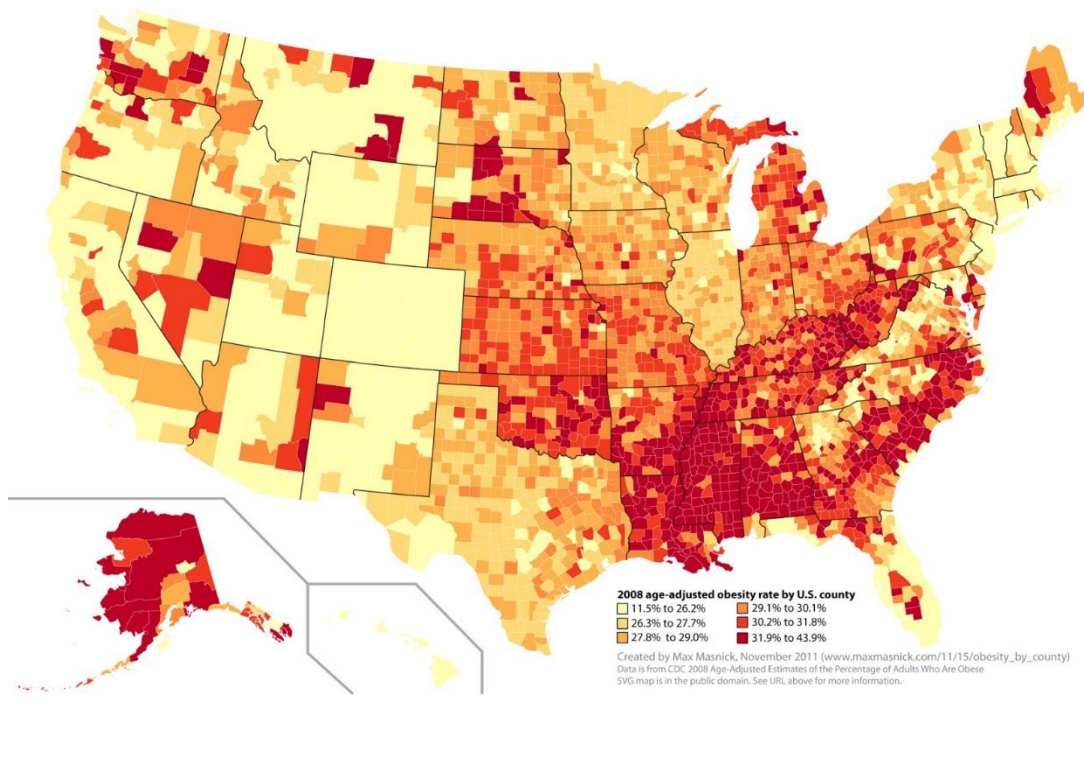 2008 age-adjusted obesity rate by U.S. county
11.5% to 26.2%
26.3% to 27.7%
27.8% to 29.0%
29.1% to 30.1%
30.2% to 31.8%
31.9% to 43.9%
Created by Max Masnick, November 2011 (www.maxmasnick.com/11/15/obesity_by_county)
Data is from CDC 2008 Age-Adjusted Estimates of the Percentage of Adults Who Are Obese
SVG map is in the public domain. See URL above for more information.